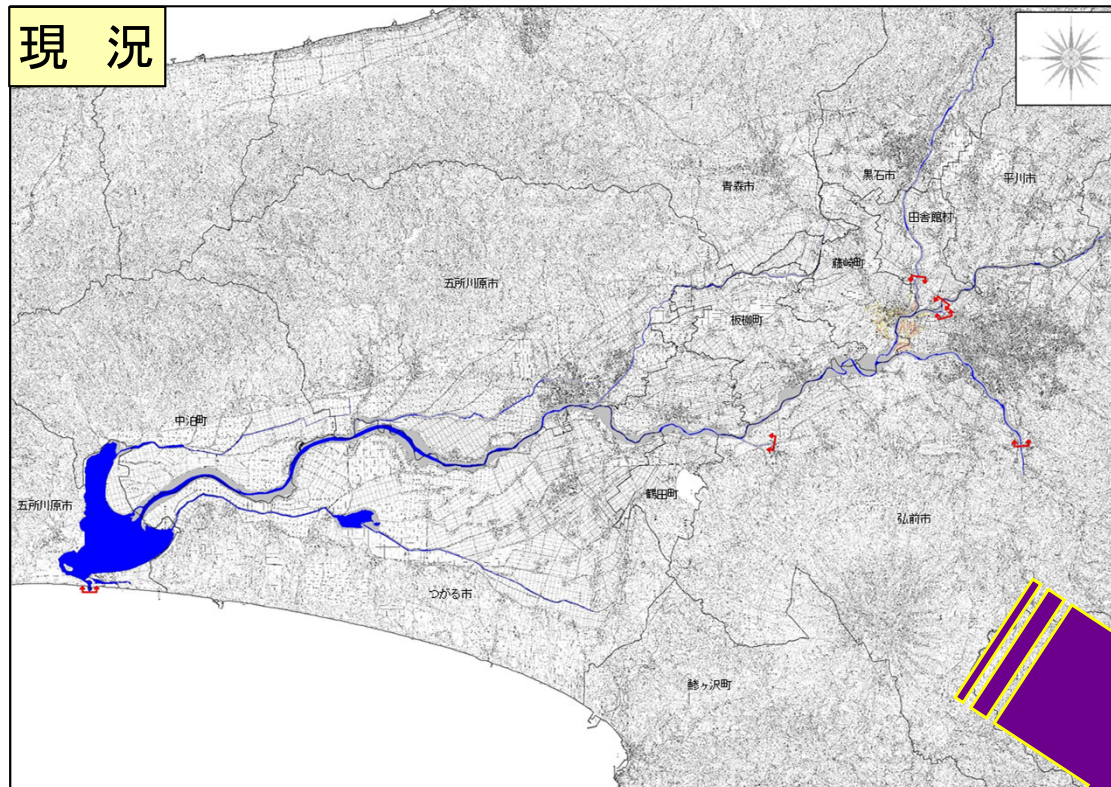 現 況
青森市
黒石市
平川市
田舎館村
藤崎町
五所川原市
板柳町
中泊町
五所川原市
鶴田町
弘前市
つがる市
鯵ヶ沢町